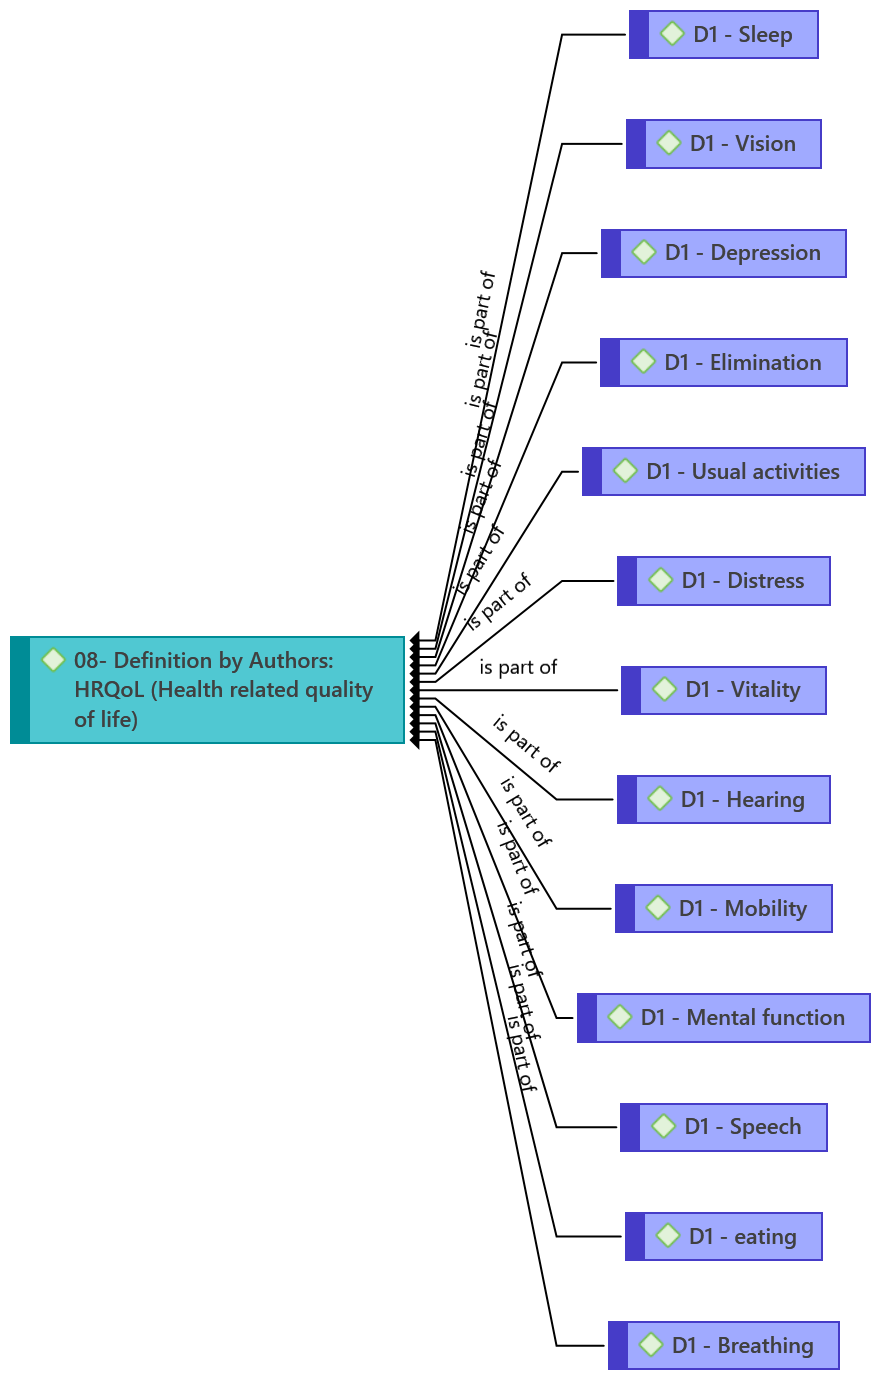 D1 - Sleep
D1 - Vision
D1 - Depression
D1 - Elimination
D1 - Usual activities
D1 - Distress
D1 - Vitality
D1 - Hearing
D1 - Mobility
D1 - Mental function
D1 - Speech
D1 - eating
D1 - Breathing
08- Definition by Authors:
HRQoL (Health related quality
of life)
is part of
is part of
is part of
is part of
is part of
is part of
is part of
is part of
is part of
is part of
is part of
is part of
is part of